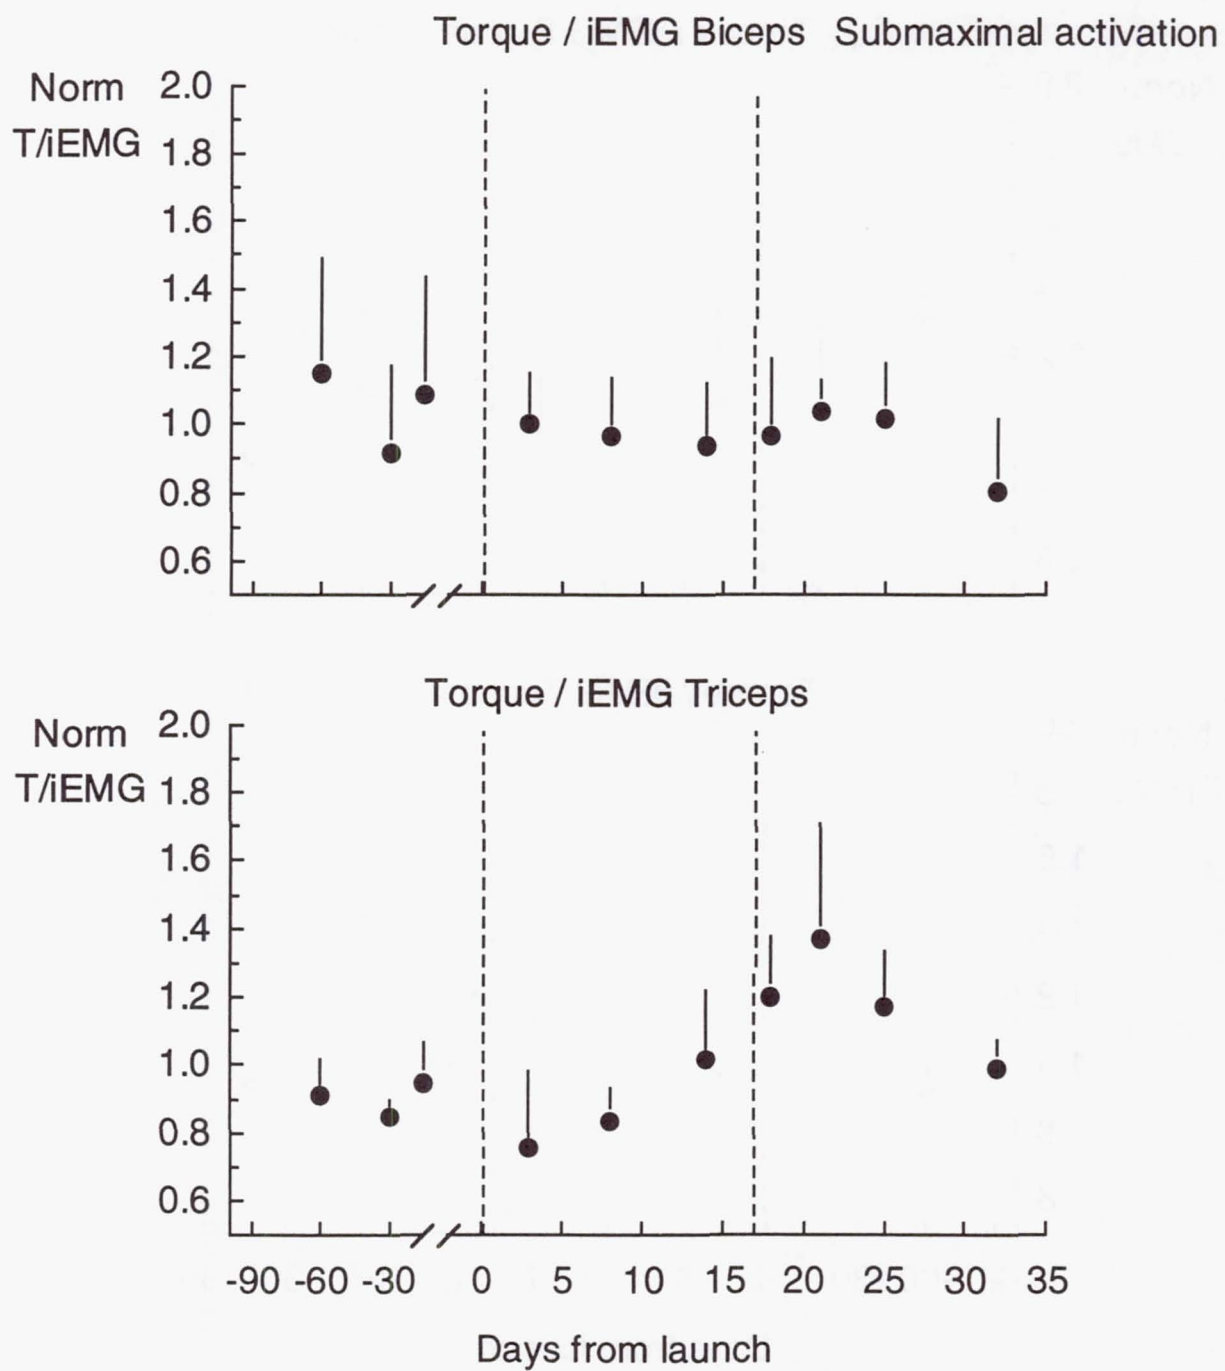 Torque / iEMG Biceps Submaximal activation
Norm 2.0
T/iEMG 1.8
1.6
1.4
1.2
1.0
0.8
0.6
Torque / iEMG Triceps
Norm 2.0
T/iEMG 1.8
1.6
1.4
1.2
1.0
0.8
0.6
-90 -60 -30 0 5 10 15 20 25 30 35
Days from launch